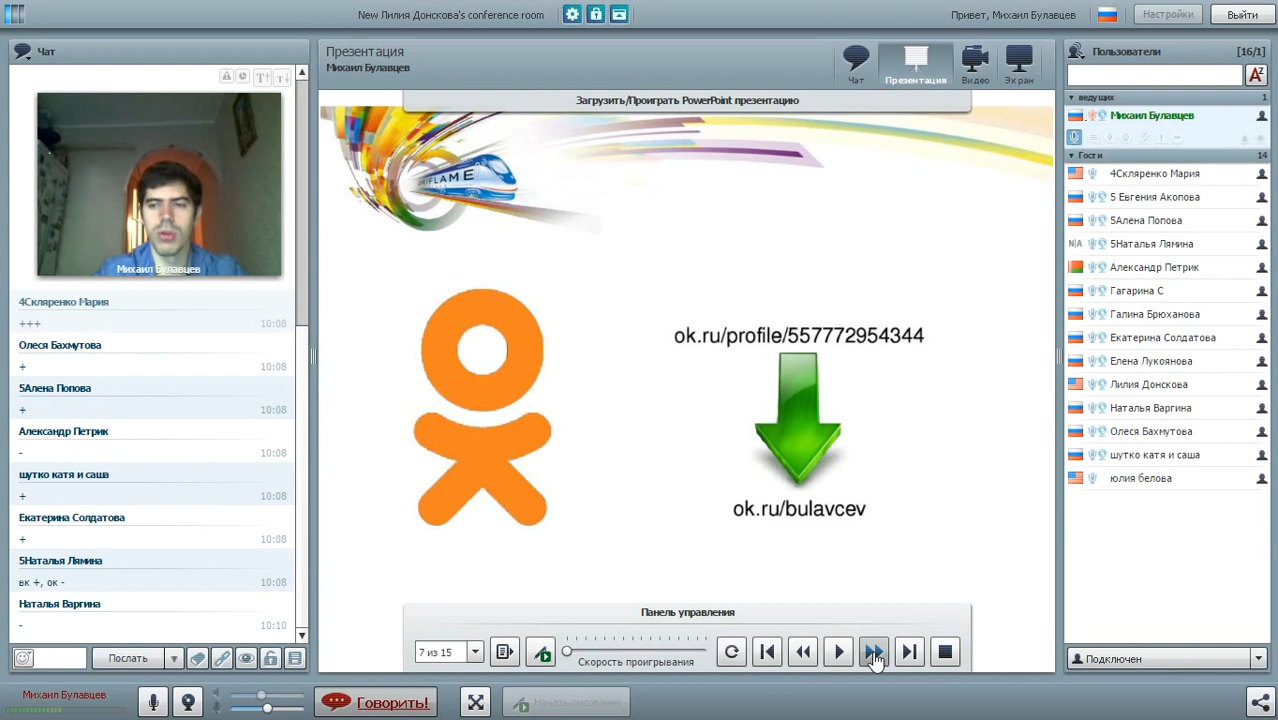 New Лилия Донскова's conference room
Привет, Михаил Булавцев
Настройки
Выйти
Чат
Михаил Булавцев
4Скляренко Мария
+++ 10:08
Олеся Бахмутова
+ 10:08
5Алена Попова
+ 10:08
Александр Петрик
- 10:08
шутко катя и саша
+ 10:08
Екатерина Солдатова
+ 10:08
5Наталья Лямина
вк +, ок - 10:08
Наталья Варгина
- 10:10
Послать
Презентация
Михаил Булавцев
Чат
Презентация
Видео
Экран
Загрузить/Проиграть PowerPoint презентацию
ORIFLAME
ok.ru/profile/557772954344
ok.ru/bulavcev
Панель управления
7 из 15
Скорость проигрывания
Пользователи [16/1]
ведущих 1
Михаил Булавцев
Гости 14
4Скляренко Мария
5 Евгения Акопова
5Алена Попова
N|A 5Наталья Лямина
Александр Петрик
Гагарина С
Галина Брюханова
Екатерина Солдатова
Елена Лукоянова
Лилия Донскова
Наталья Варгина
Олеся Бахмутова
шутко катя и саша
юлия белова
Подключен
Михаил Булавцев
Говорить!
Начать рисование